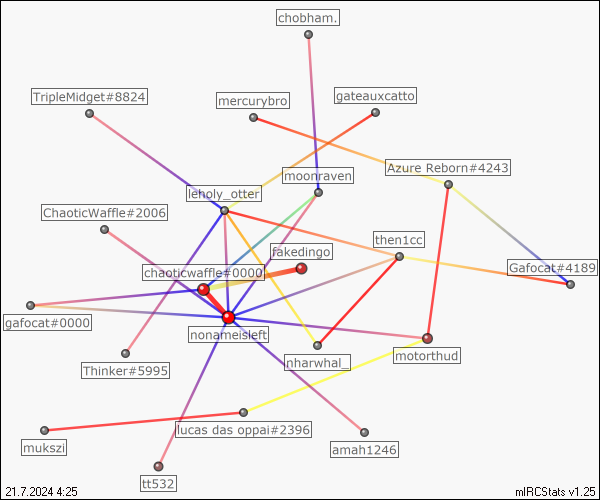 chobham.
TripleMidget#8824
mercurybro
gateauxcatto
Azure Reborn#4243
moonraven
leholy_otter
ChaoticWaffle#2006
then1cc
fakedingo
chaoticwaffle#0000
Gafocat#4189
gafocat#0000
nonameisleft
motorthud
nharwhal_
Thinker#5995
lucas das oppai#2396
mukszi
amah1246
tt532
21.7.2024 4:25
mIRCStats v1.25